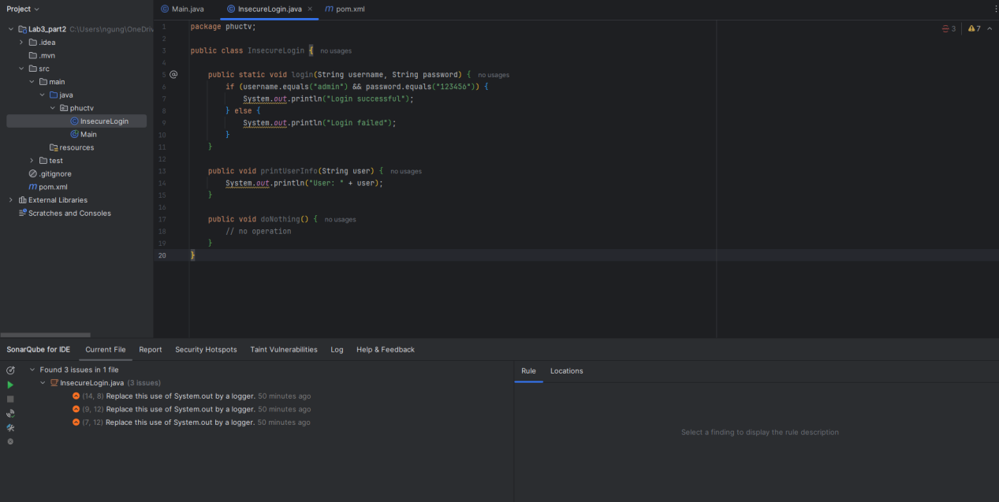 Project
Main.java
InsecureLogin.java
pom.xml
Lab3_part2 C:\Users\ngung\OneDriv
.idea
.mvn
src
main
java
phuctv
InsecureLogin
Main
resources
test
.gitignore
pom.xml
External Libraries
Scratches and Consoles
3 7
1 package phuctv;
2
3 public class InsecureLogin { no usages
4
5 public static void login(String username, String password) { no usages
6 if (username.equals("admin") && password.equals("123456")) {
7 System.out.println("Login successful");
8 } else {
9 System.out.println("Login failed");
10 }
11 }
12
13 public void printUserInfo(String user) { no usages
14 System.out.println("User: " + user);
15 }
16
17 public void doNothing() { no usages
18 // no operation
19 }
20 }
SonarQube for IDE Current File Report Security Hotspots Taint Vulnerabilities Log Help & Feedback
Found 3 issues in 1 file
InsecureLogin.java (3 issues)
(14, 8) Replace this use of System.out by a logger. 50 minutes ago
(9, 12) Replace this use of System.out by a logger. 50 minutes ago
(7, 12) Replace this use of System.out by a logger. 50 minutes ago
Rule Locations
Select a finding to display the rule description